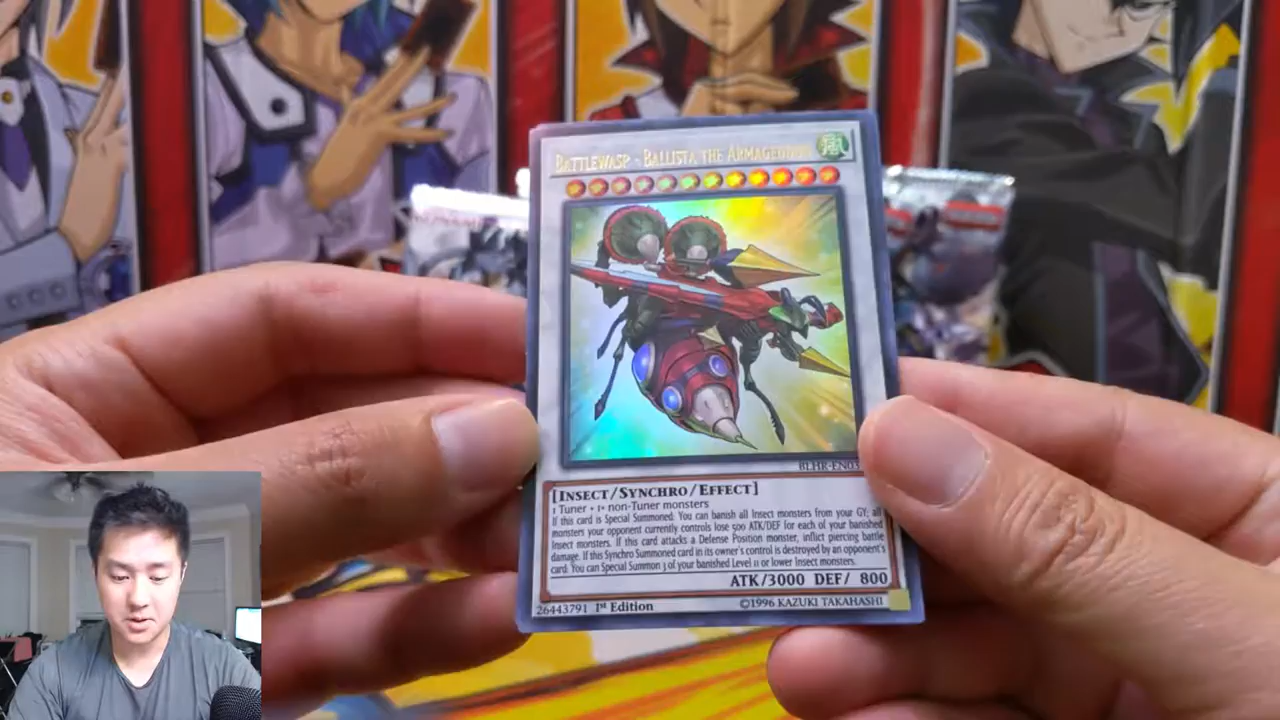 BATTLEWASP - BALLISTA THE ARMAGEDDON
風
BLHR-EN03
[INSECT/SYNCHRO/EFFECT]
1 Tuner + 1+ non-Tuner monsters
If this card is Special Summoned: You can banish all Insect monsters from your GY; all
monsters your opponent currently controls lose 500 ATK/DEF for each of your banished
Insect monsters. If this card attacks a Defense Position monster, inflict piercing battle
damage. If this Synchro Summoned card in its owner's control is destroyed by an opponent's
card: You can Special Summon 3 of your banished Level 11 or lower Insect monsters.
ATK/3000 DEF/ 800
26443791 1st Edition ©1996 KAZUKI TAKAHASHI